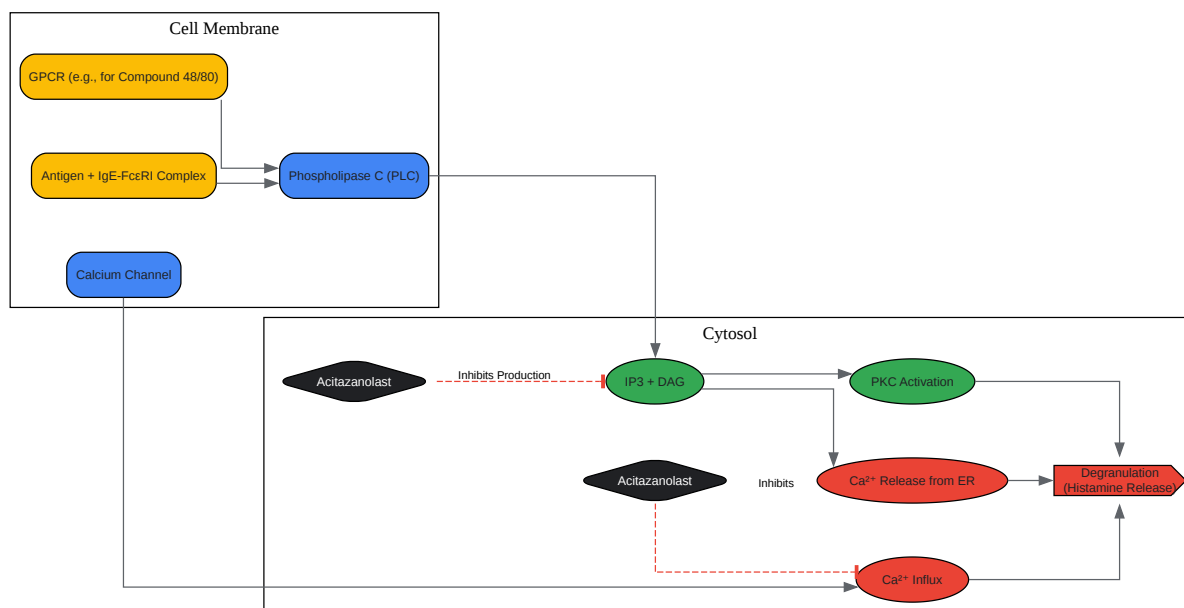 Cell Membrane
GPCR (e.g., for Compound 48/80)
Antigen + IgE-FcεRI Complex
Phospholipase C (PLC)
Calcium Channel
Cytosol
Acitazanolast
Inhibits Production
IP3 + DAG
PKC Activation
Acitazanolast
Inhibits
Ca²⁺ Release from ER
Degranulation
(Histamine Release)
Ca²⁺ Influx